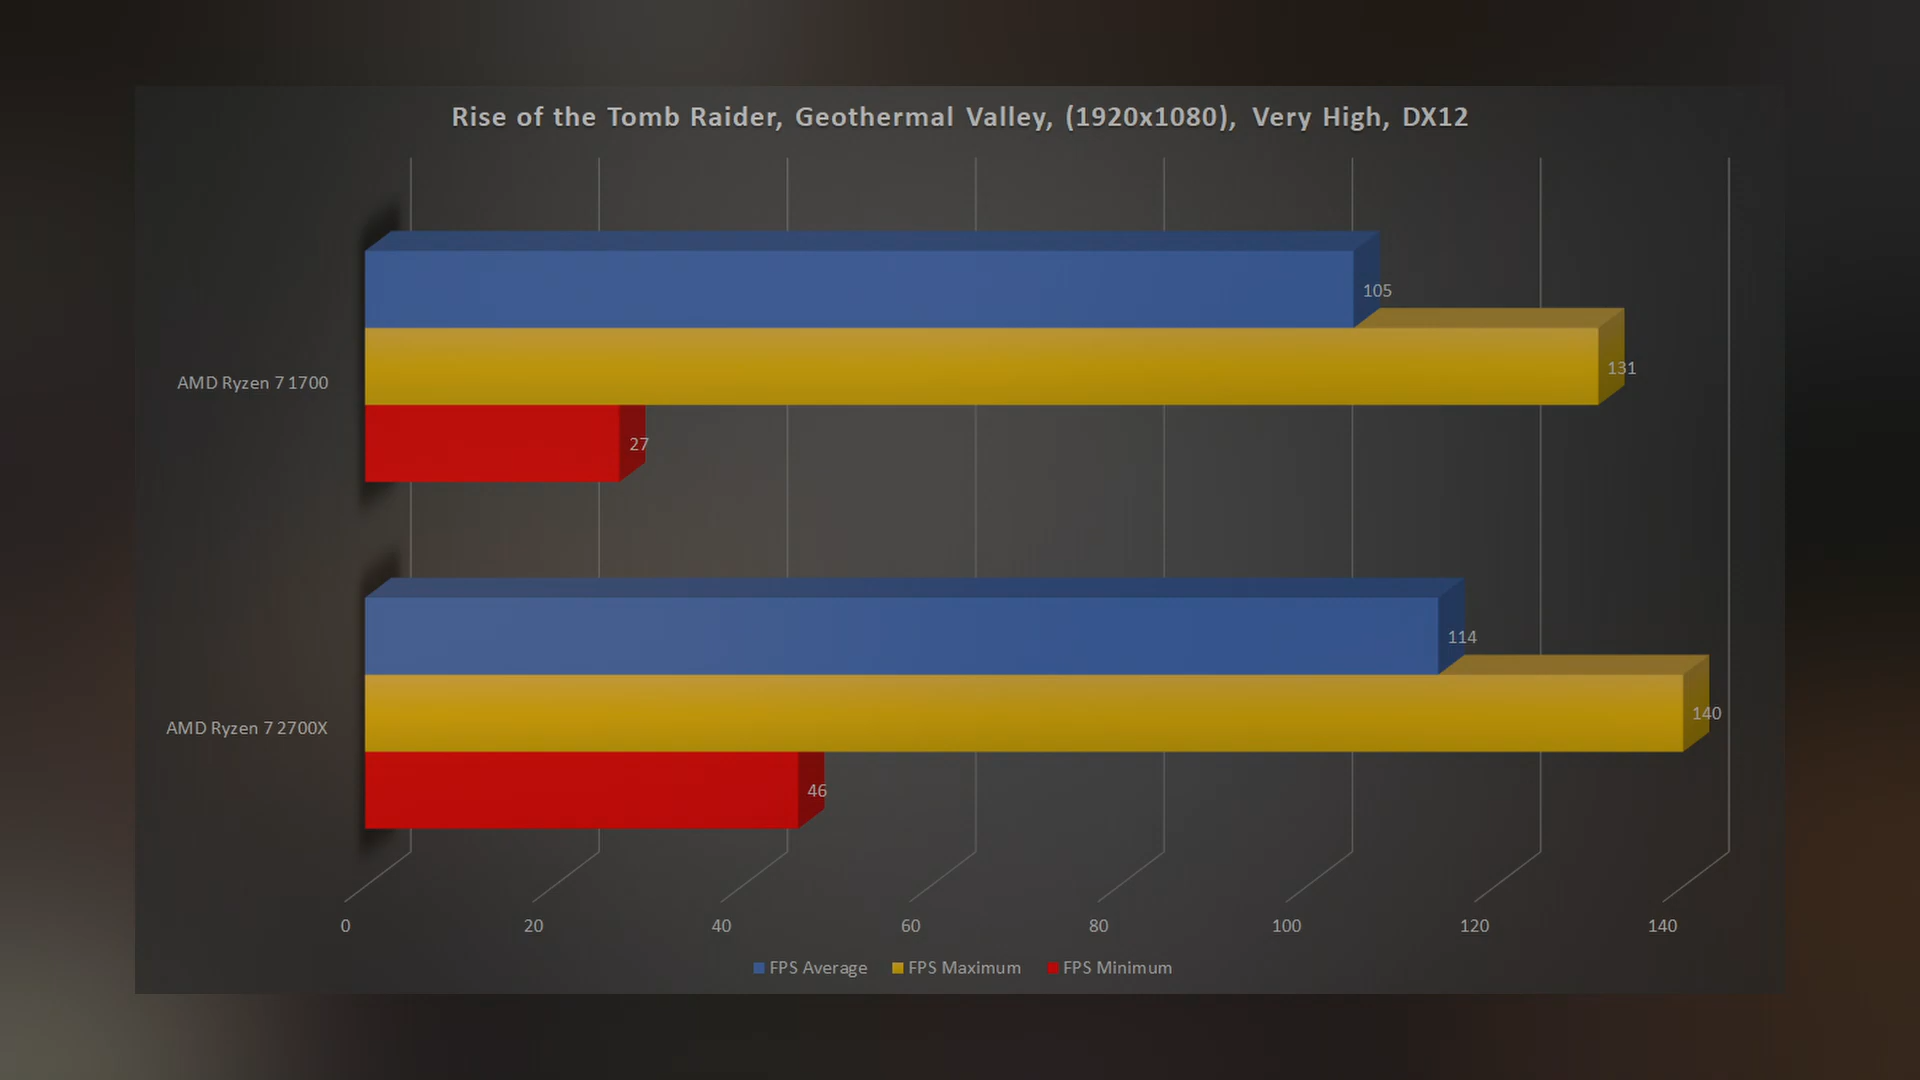 Rise of the Tomb Raider, Geothermal Valley, (1920x1080), Very High, DX12
105
131
AMD Ryzen 7 1700
27
114
140
AMD Ryzen 7 2700X
46
0 20 40 60 80 100 120 140
FPS Average FPS Maximum FPS Minimum